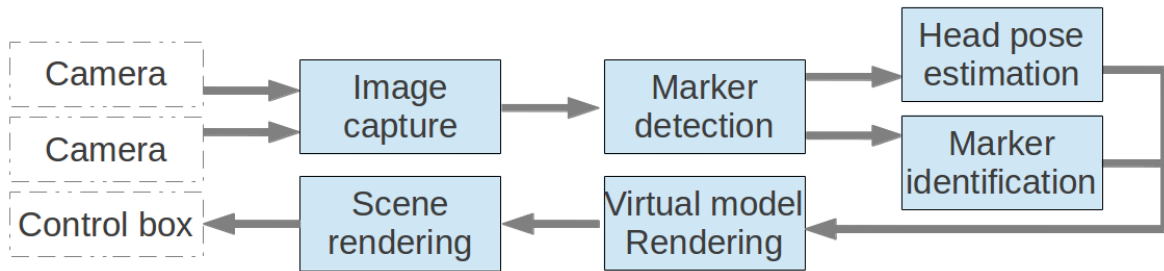 Camera
Camera
Control box
Image
capture
Scene
rendering
Marker
detection
Virtual model
Rendering
Head pose
estimation
Marker
identification